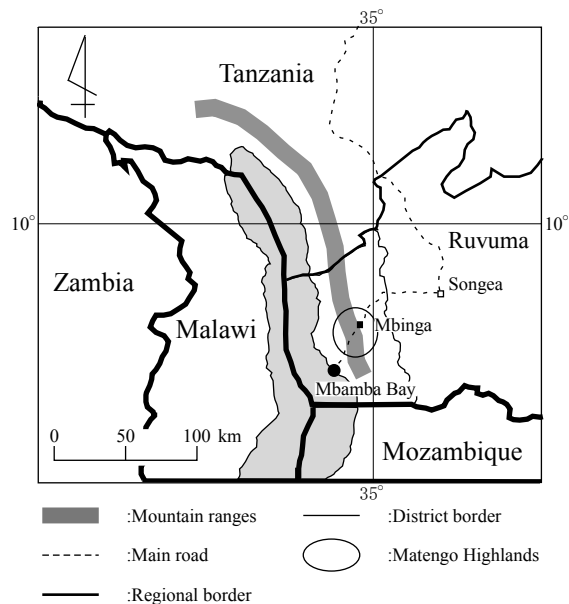 35°
Tanzania
10°
10°
Ruvuma
Zambia
Songea
Malawi
Mbinga
Mbamba Bay
0 50 100 km
Mozambique
35°
:Mountain ranges
:District border
:Main road
:Matengo Highlands
:Regional border